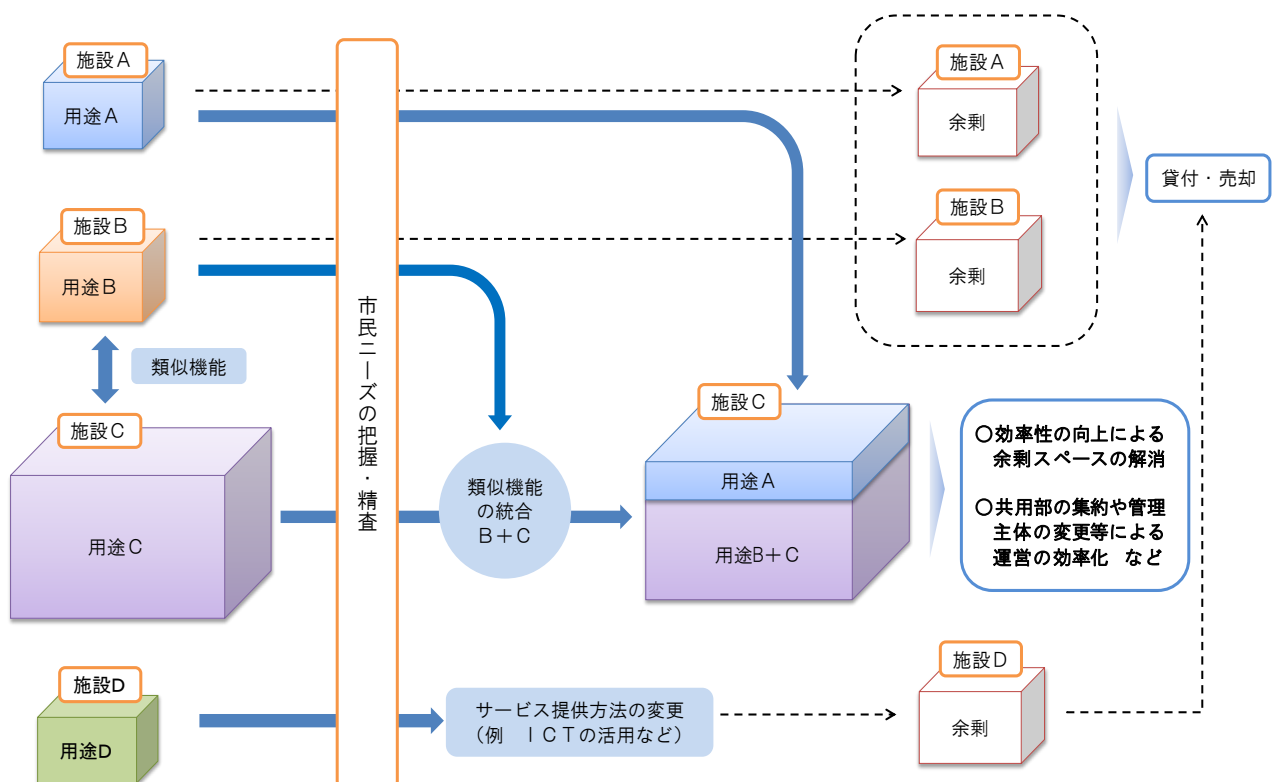 施設A
用途A
施設B
用途B
類似機能
施設C
用途C
施設D
用途D
市民ニーズの把握・精査
類似機能
の統合
B+C
サービス提供方法の変更
(例 ICTの活用など)
施設C
用途A
用途B+C
施設A
余剰
施設B
余剰
貸付・売却
○効率性の向上による
余剰スペースの解消
○共用部の集約や管理
主体の変更等による
運営の効率化 など
施設D
余剰